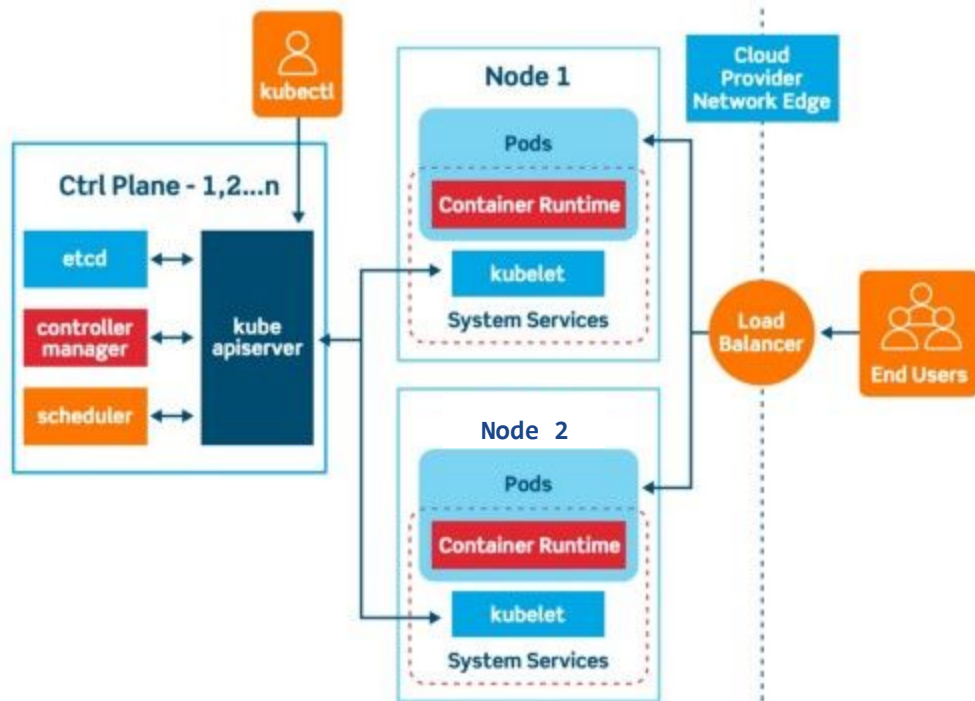 kubectl
Ctrl Plane - 1,2...n
etcd
controller
manager
scheduler
kube
apiserver
Node 1
Pods
Container Runtime
kubelet
System Services
Node 2
Pods
Container Runtime
kubelet
System Services
Cloud
Provider
Network Edge
Load
Balancer
End Users